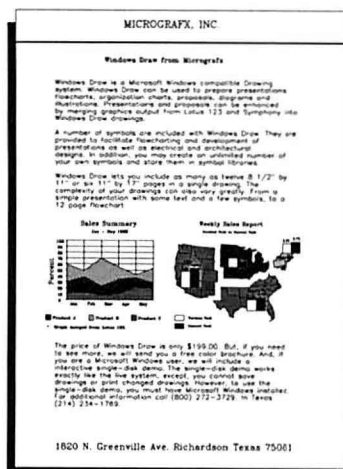 MICROGRAFX, INC.
Windows Draw from Micrografx
Windows Draw is a Microsoft Windows compatible Drawing
system. Windows Draw can be used to prepare presentations
flowcharts, organization charts, proposals, diagrams and
illustrations. Presentations and proposals can be enhanced
by merging graphics output from Lotus 123 and Symphony into
Windows Draw drawings.
A number of symbols are included with Windows Draw. They are
provided to facilitate flowcharting and development of
presentations as well as electrical and architectural
designs. In addition, you may create an unlimited number of
your own symbols and store them in symbol libraries.
Windows Draw lets you include as many as twelve 8 1/2" by
11" or six 11" by 17" pages in a single drawing. The
complexity of your drawings can also vary greatly. From a
simple presentation with some text and a few symbols, to a
12 page flowchart.
Sales Summary
Weekly Sales Report
Percent
Jan Feb Mar Apr May
Product
Product
Product
The price of Windows Draw is only $199.00. But, if you need
to see more, we will send you a free color brochure. And, if
you are a Microsoft Windows user, we will include a
interactive single-disk demo. The single-disk demo works
exactly like the live system, except, you cannot save
drawings or print changed drawings. However, to use the
single-disk demo, you must have Microsoft Windows installed.
For additional information call (800) 272-3729. In Texas
(214) 234-1769.
1820 N. Greenville Ave. Richardson Texas 75081